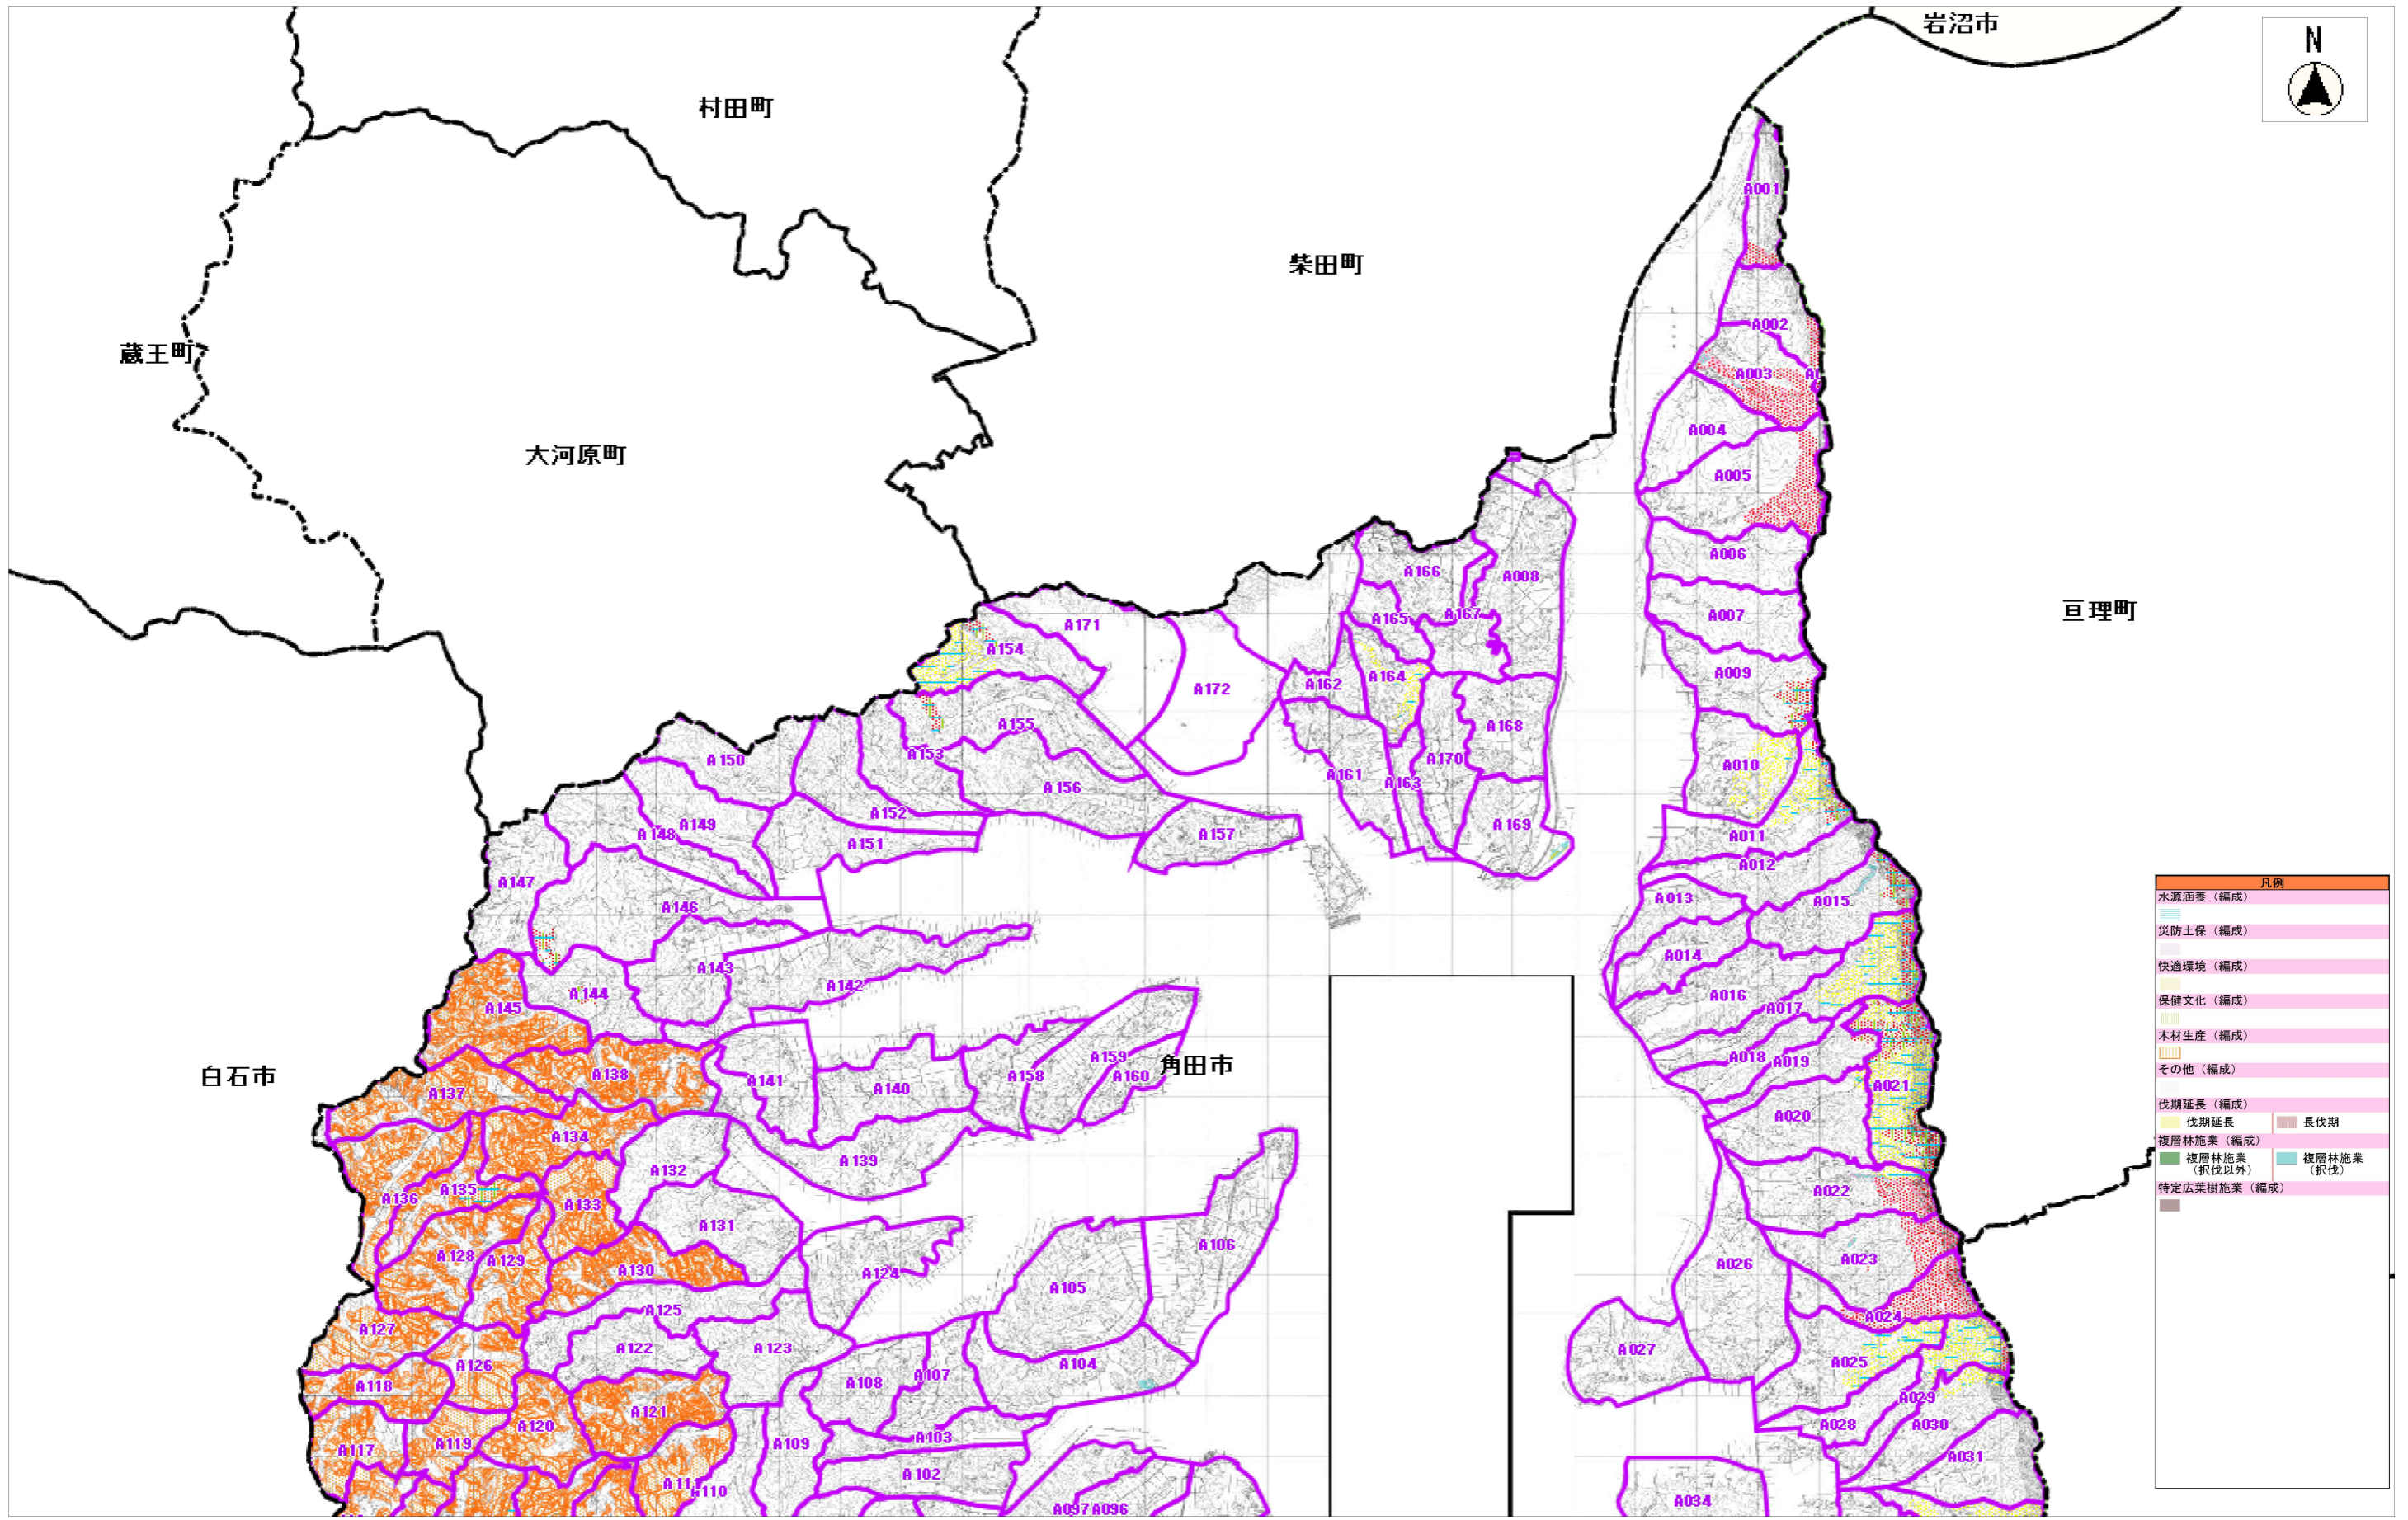 岩沼市
N
村田町
A001
柴田町
A002
蔵王町
A003
A004
大河原町
A005
A006
A166
A008
亘理町
A007
A165
A167
A171
A154
A009
A164
A162
A172
A155
A168
A153
A150
A170
A010
A161
A163
A156
A152
A149
A148
A169
A157
A011
A151
A012
A147
凡例
水源涵養（編成）
A013
A015
A146
災防土保（編成）
A014
A143
快適環境（編成）
A142
A144
A016
保健文化（編成）
A145
A017
木材生産（編成）
A018
A019
A159
角田市
その他（編成）
白石市
A138
A141
A158
A160
A140
A137
A021
伐期延長（編成）
A020
伐期延長
長伐期
A134
複層林施業（編成）
A139
複層林施業
（択伐以外）
複層林施業
（択伐）
A132
A135
A136
特定広葉樹施業（編成）
A022
A133
A131
A106
A128
A129
A023
A026
A130
A124
A105
A125
A024
A127
A122
A123
A027
A126
A104
A025
A118
A108
A107
A029
A121
A120
A028
A030
A119
A109
A103
A117
A031
A102
A111
A110
A034
A097
A096